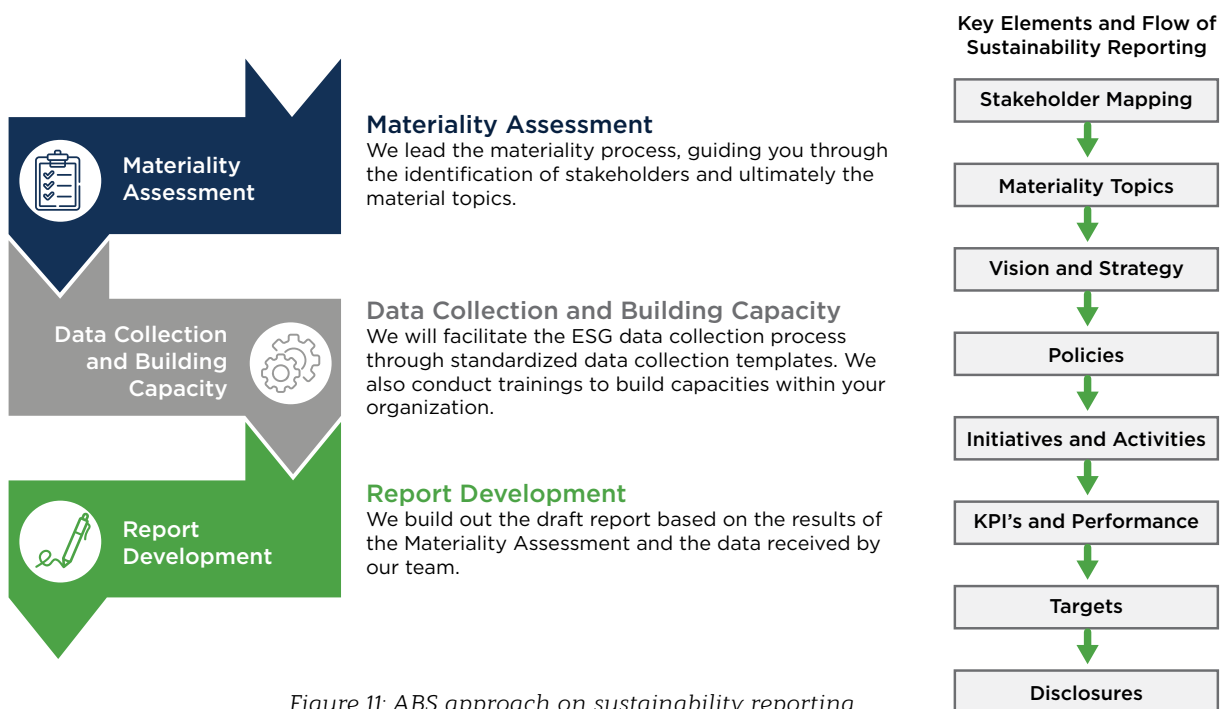 Materiality
Assessment
Materiality Assessment
We lead the materiality process, guiding you through
the identification of stakeholders and ultimately the
material topics.
Data Collection
and Building
Capacity
Data Collection and Building Capacity
We will facilitate the ESG data collection process
through standardized data collection templates. We
also conduct trainings to build capacities within your
organization.
Report
Development
Report Development
We build out the draft report based on the results of
the Materiality Assessment and the data received by
our team.
Key Elements and Flow of
Sustainability Reporting
Stakeholder Mapping
Materiality Topics
Vision and Strategy
Policies
Initiatives and Activities
KPI's and Performance
Targets
Disclosures
Figure 11: ABS approach on sustainability reporting